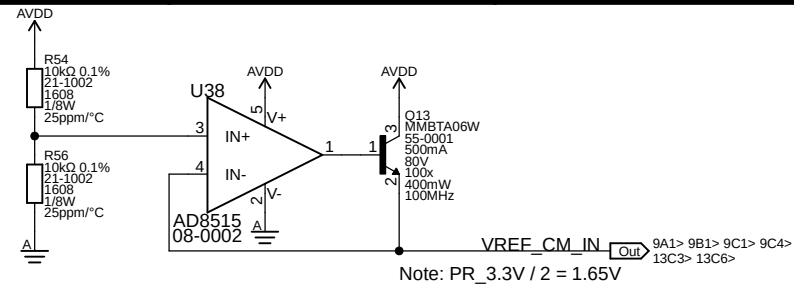 AVDD
R54
10kΩ 0.1%
21-1002
1608
1/8W
25ppm/°C
R56
10kΩ 0.1%
21-1002
1608
1/8W
25ppm/°C
A
U38
AVDD
5
V+
3
IN+
4
IN-
1
2
V-
A
AD8515
08-0002
AVDD
1
3
2
Q13
MMBTA06W
55-0001
500mA
80V
100x
400mW
100MHz
VREF_CM_IN
Out
9A1> 9B1> 9C1> 9C4>
13C3> 13C6>
Note: PR_3.3V / 2 = 1.65V